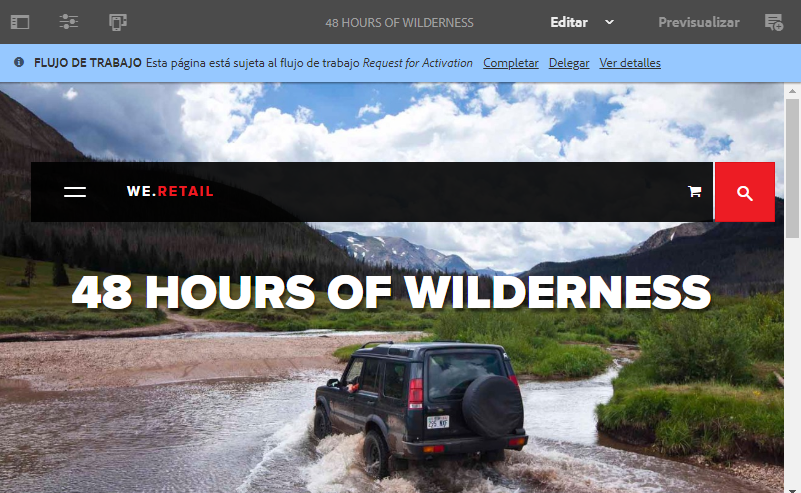 48 HOURS OF WILDERNESS Editar Previsualizar
FLUJO DE TRABAJO Esta página está sujeta al flujo de trabajo Request for Activation Completar Delegar Ver detalles
WE.RETAIL
48 HOURS OF WILDERNESS